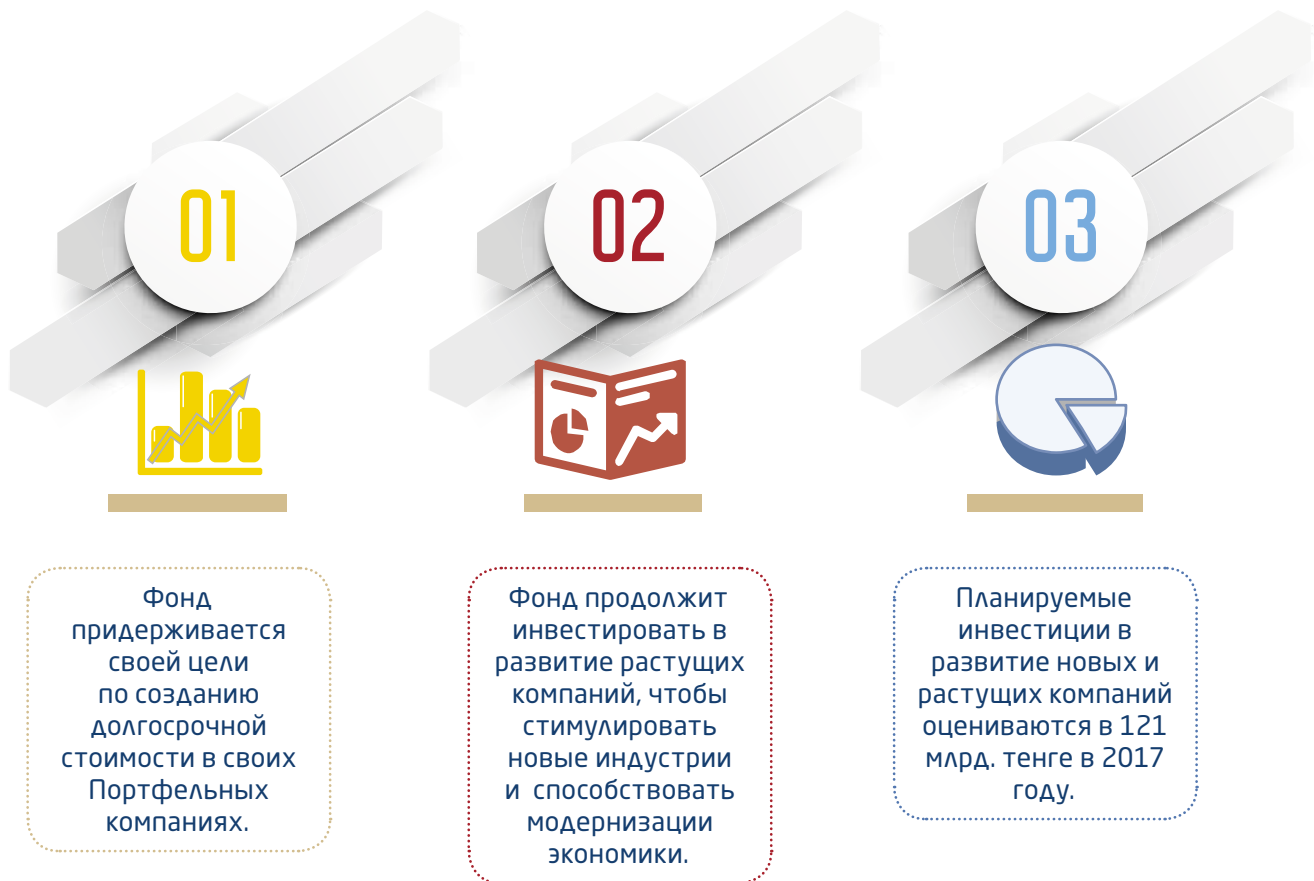 01
02
03
Фонд
придерживается
своей цели
по созданию
долгосрочной
стоимости в своих
Портфельных
компаниях.
Фонд продолжит
инвестировать в
развитие растущих
компаний, чтобы
стимулировать
новые индустрии
и способствовать
модернизации
экономики.
Планируемые
инвестиции в
развитие новых и
растущих компаний
оцениваются в 121
млрд. тенге в 2017
году.